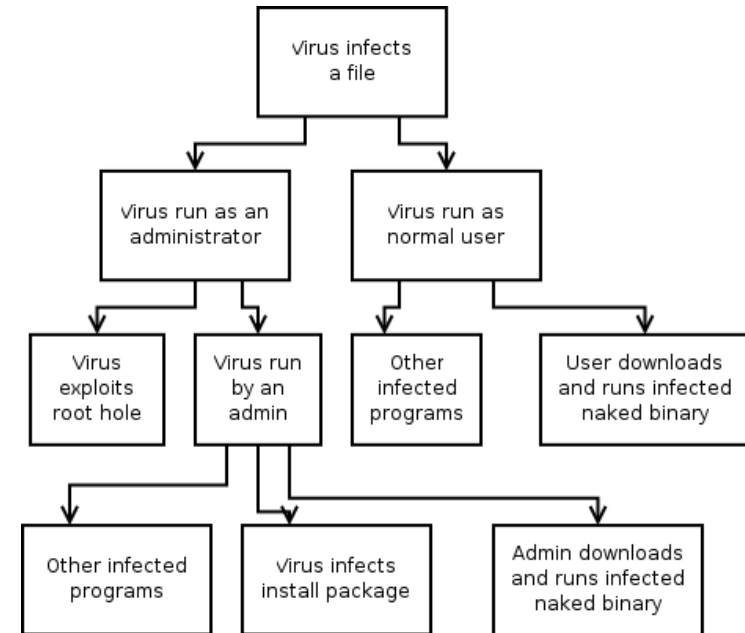 Virus infects
a file
Virus run as an
administrator
Virus run as
normal user
Virus
exploits
root hole
Virus run
by an
admin
Other
infected
programs
User downloads
and runs infected
naked binary
Other infected
programs
Virus infects
install package
Admin downloads
and runs infected
naked binary